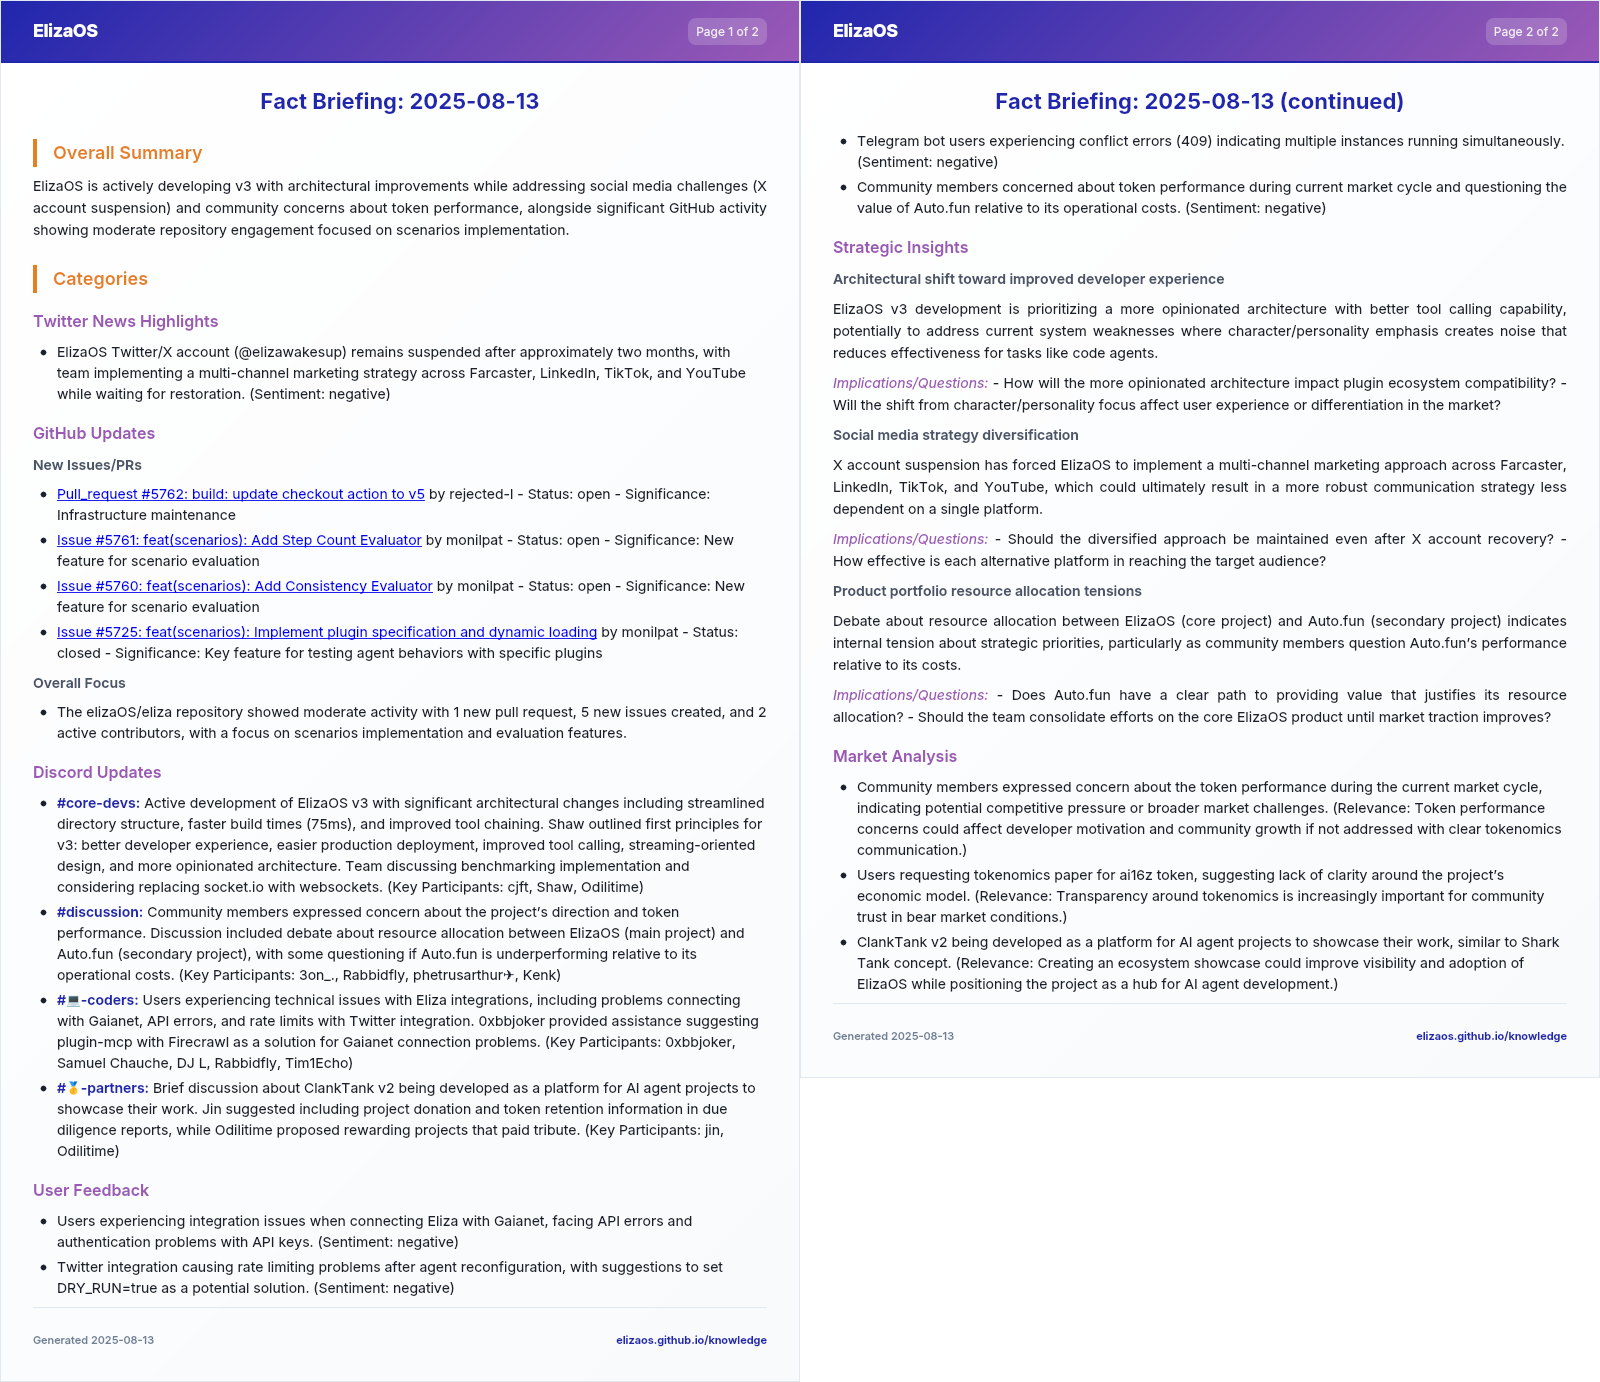 ElizaOS
Page 1 of 2
Fact Briefing: 2025-08-13
Overall Summary
ElizaOS is actively developing v3 with architectural improvements while addressing social media challenges (X
account suspension) and community concerns about token performance, alongside significant GitHub activity
showing moderate repository engagement focused on scenarios implementation.
Categories
Twitter News Highlights
• ElizaOS Twitter/X account (@elizawakesup) remains suspended after approximately two months, with
team implementing a multi-channel marketing strategy across Farcaster, LinkedIn, TikTok, and YouTube
while waiting for restoration. (Sentiment: negative)
GitHub Updates
New Issues/PRs
• Pull_request #5762: build: update checkout action to v5 by rejected-l - Status: open - Significance:
Infrastructure maintenance
• Issue #5761: feat(scenarios): Add Step Count Evaluator by monilpat - Status: open - Significance: New
feature for scenario evaluation
• Issue #5760: feat(scenarios): Add Consistency Evaluator by monilpat - Status: open - Significance: New
feature for scenario evaluation
• Issue #5725: feat(scenarios): Implement plugin specification and dynamic loading by monilpat - Status:
closed - Significance: Key feature for testing agent behaviors with specific plugins
Overall Focus
• The elizaOS/eliza repository showed moderate activity with 1 new pull request, 5 new issues created, and 2
active contributors, with a focus on scenarios implementation and evaluation features.
Discord Updates
• #core-devs: Active development of ElizaOS v3 with significant architectural changes including streamlined
directory structure, faster build times (75ms), and improved tool chaining. Shaw outlined first principles for
v3: better developer experience, easier production deployment, improved tool calling, streaming-oriented
design, and more opinionated architecture. Team discussing benchmarking implementation and
considering replacing socket.io with websockets. (Key Participants: cjft, Shaw, Odilitime)
• #discussion: Community members expressed concern about the project’s direction and token
performance. Discussion included debate about resource allocation between ElizaOS (main project) and
Auto.fun (secondary project), with some questioning if Auto.fun is underperforming relative to its
operational costs. (Key Participants: 3on_., Rabbidfly, phetrusarthur✈, Kenk)
• #💻-coders: Users experiencing technical issues with Eliza integrations, including problems connecting
with Gaianet, API errors, and rate limits with Twitter integration. 0xbbjoker provided assistance suggesting
plugin-mcp with Firecrawl as a solution for Gaianet connection problems. (Key Participants: 0xbbjoker,
Samuel Chauche, DJ L, Rabbidfly, Tim1Echo)
• #🥇-partners: Brief discussion about ClankTank v2 being developed as a platform for AI agent projects to
showcase their work. Jin suggested including project donation and token retention information in due
diligence reports, while Odilitime proposed rewarding projects that paid tribute. (Key Participants: jin,
Odilitime)
User Feedback
• Users experiencing integration issues when connecting Eliza with Gaianet, facing API errors and
authentication problems with API keys. (Sentiment: negative)
• Twitter integration causing rate limiting problems after agent reconfiguration, with suggestions to set
DRY_RUN=true as a potential solution. (Sentiment: negative)
Generated 2025-08-13
elizaos.github.io/knowledge
ElizaOS
Page 2 of 2
Fact Briefing: 2025-08-13 (continued)
• Telegram bot users experiencing conflict errors (409) indicating multiple instances running simultaneously.
(Sentiment: negative)
• Community members concerned about token performance during current market cycle and questioning the
value of Auto.fun relative to its operational costs. (Sentiment: negative)
Strategic Insights
Architectural shift toward improved developer experience
ElizaOS v3 development is prioritizing a more opinionated architecture with better tool calling capability,
potentially to address current system weaknesses where character/personality emphasis creates noise that
reduces effectiveness for tasks like code agents.
Implications/Questions: - How will the more opinionated architecture impact plugin ecosystem compatibility? -
Will the shift from character/personality focus affect user experience or differentiation in the market?
Social media strategy diversification
X account suspension has forced ElizaOS to implement a multi-channel marketing approach across Farcaster,
LinkedIn, TikTok, and YouTube, which could ultimately result in a more robust communication strategy less
dependent on a single platform.
Implications/Questions: - Should the diversified approach be maintained even after X account recovery? -
How effective is each alternative platform in reaching the target audience?
Product portfolio resource allocation tensions
Debate about resource allocation between ElizaOS (core project) and Auto.fun (secondary project) indicates
internal tension about strategic priorities, particularly as community members question Auto.fun’s performance
relative to its costs.
Implications/Questions: - Does Auto.fun have a clear path to providing value that justifies its resource
allocation? - Should the team consolidate efforts on the core ElizaOS product until market traction improves?
Market Analysis
• Community members expressed concern about the token performance during the current market cycle,
indicating potential competitive pressure or broader market challenges. (Relevance: Token performance
concerns could affect developer motivation and community growth if not addressed with clear tokenomics
communication.)
• Users requesting tokenomics paper for ai16z token, suggesting lack of clarity around the project’s
economic model. (Relevance: Transparency around tokenomics is increasingly important for community
trust in bear market conditions.)
• ClankTank v2 being developed as a platform for AI agent projects to showcase their work, similar to Shark
Tank concept. (Relevance: Creating an ecosystem showcase could improve visibility and adoption of
ElizaOS while positioning the project as a hub for AI agent development.)
Generated 2025-08-13
elizaos.github.io/knowledge